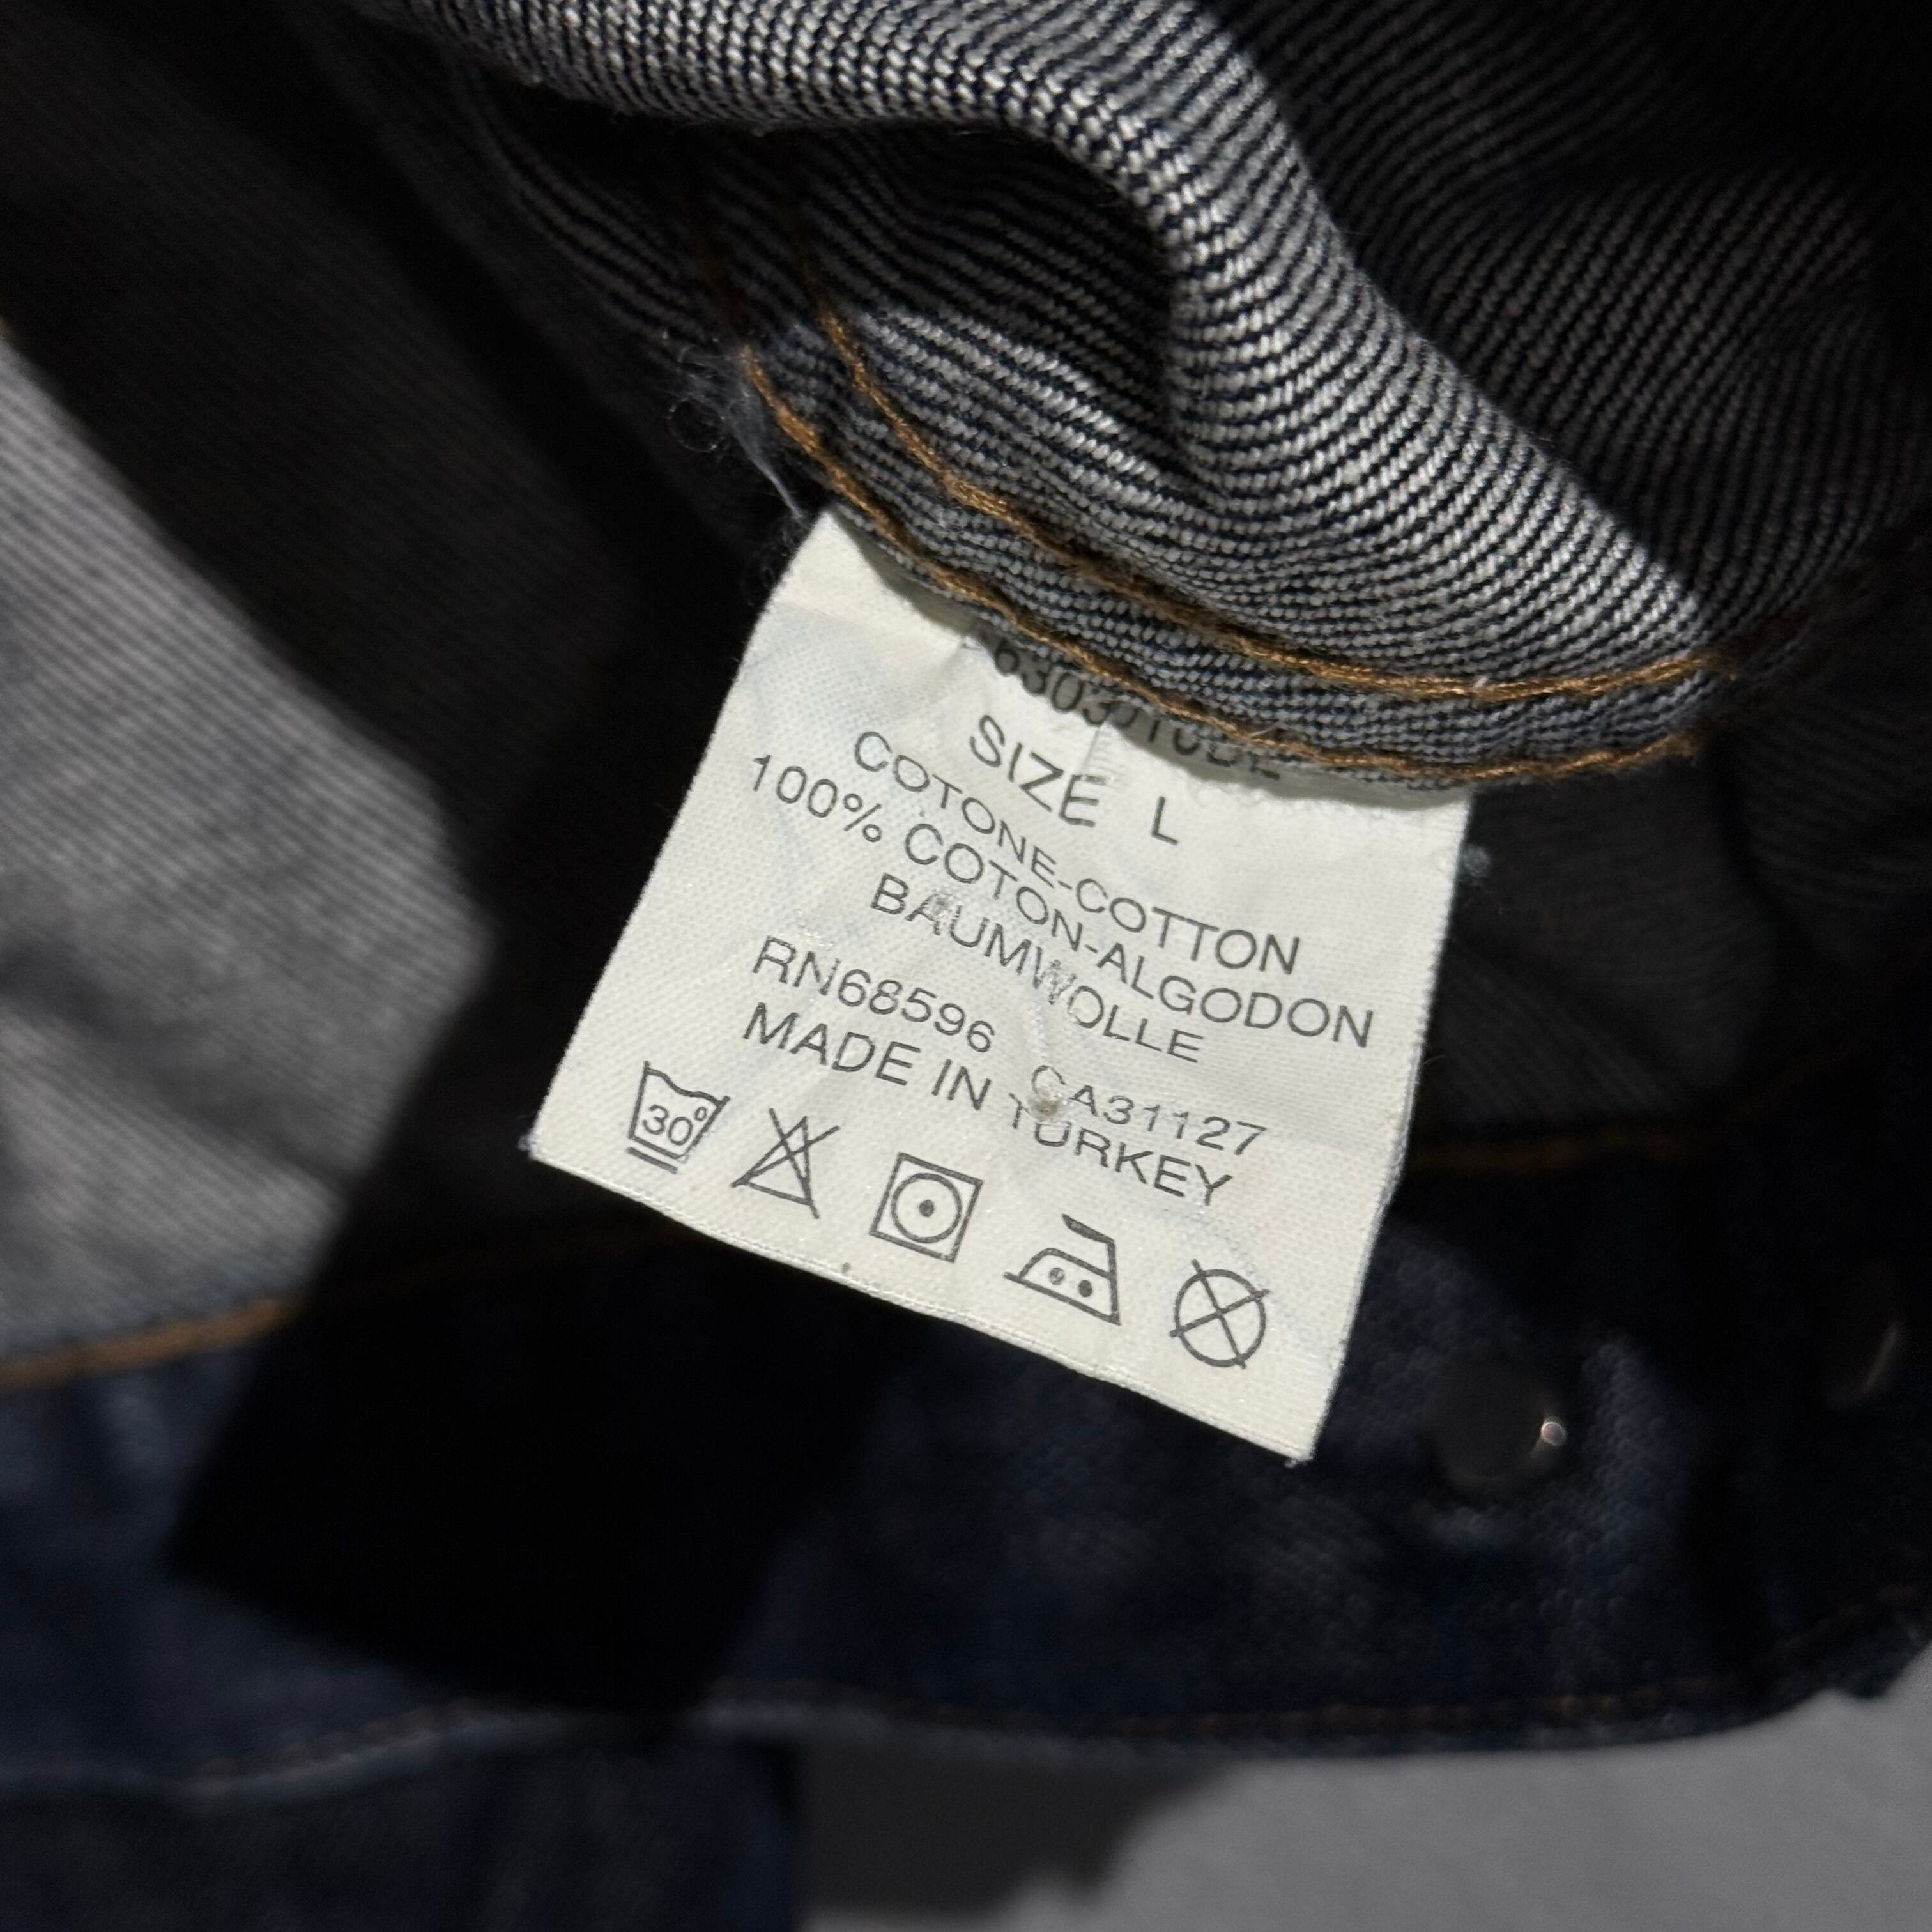 SIZE L
COTONE-COTTON
100% COTON-ALGODON
BAUMWOLLE
RN68596 CA31127
MADE IN TURKEY
30°